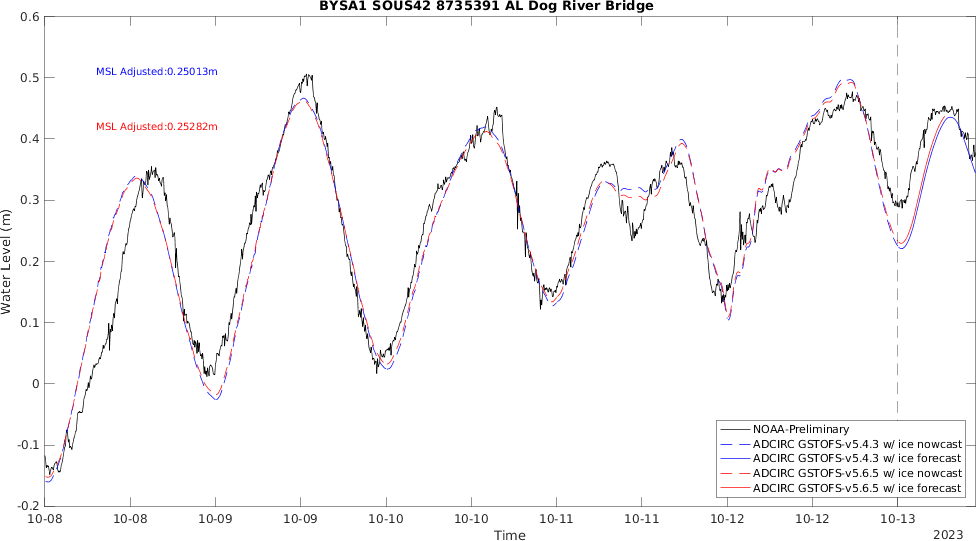 BYSA1 SOUS42 8735391 AL Dog River Bridge
0.6
0.5
0.4
0.3
0.2
0.1
0
-0.1
-0.2
Water Level (m)
MSL Adjusted:0.25013m
MSL Adjusted:0.25282m
NOAA-Preliminary
ADCIRC GSTOFS-v5.4.3 w/ ice nowcast
ADCIRC GSTOFS-v5.4.3 w/ ice forecast
ADCIRC GSTOFS-v5.6.5 w/ ice nowcast
ADCIRC GSTOFS-v5.6.5 w/ ice forecast
10-08 10-08 10-09 10-09 10-10 10-10 10-11 10-11 10-12 10-12 10-13
Time
2023